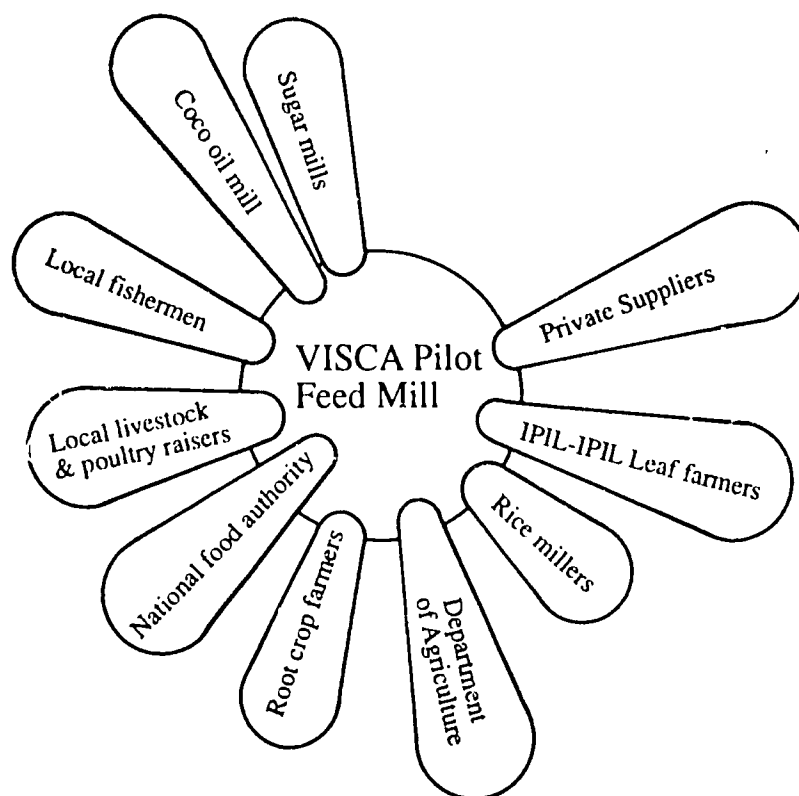 Sugar mills
Coco oil mill
Local fishermen
Private Suppliers
VISCA Pilot
Feed Mill
Local livestock
& poultry raisers
IPIL-IPIL Leaf farmers
National food authority
Rice millers
Root crop farmers
Department
of Agriculture